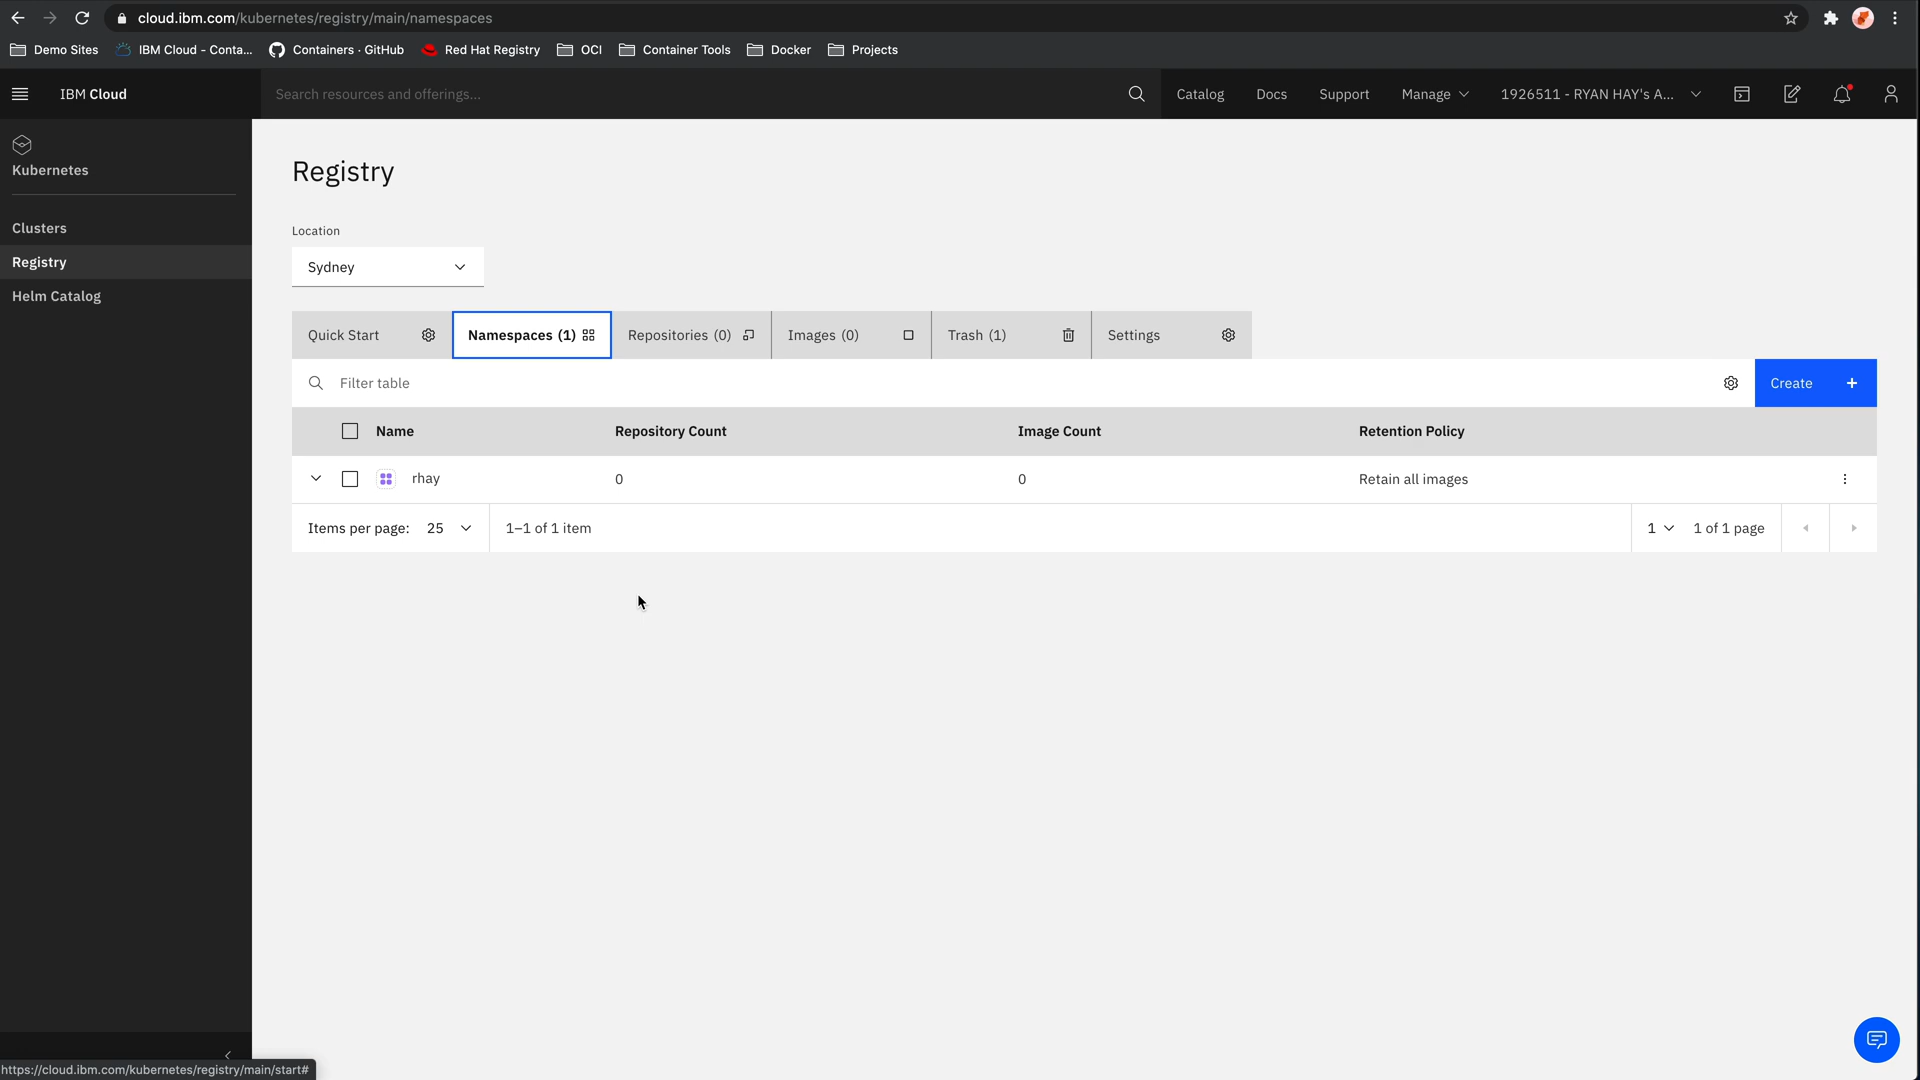 cloud.ibm.com/kubernetes/registry/main/namespaces
Demo Sites IBM Cloud - Conta... Containers · GitHub Red Hat Registry OCI Container Tools Docker Projects
IBM Cloud Search resources and offerings... Catalog Docs Support Manage 1926511 - RYAN HAY's A...
Kubernetes
Clusters
Registry
Helm Catalog
Registry
Location
Sydney
Quick Start Namespaces (1) Repositories (0) Images (0) Trash (1) Settings
Filter table Create +
Name Repository Count Image Count Retention Policy
rhay 0 0 Retain all images
Items per page: 25 1–1 of 1 item 1 1 of 1 page
https://cloud.ibm.com/kubernetes/registry/main/start#